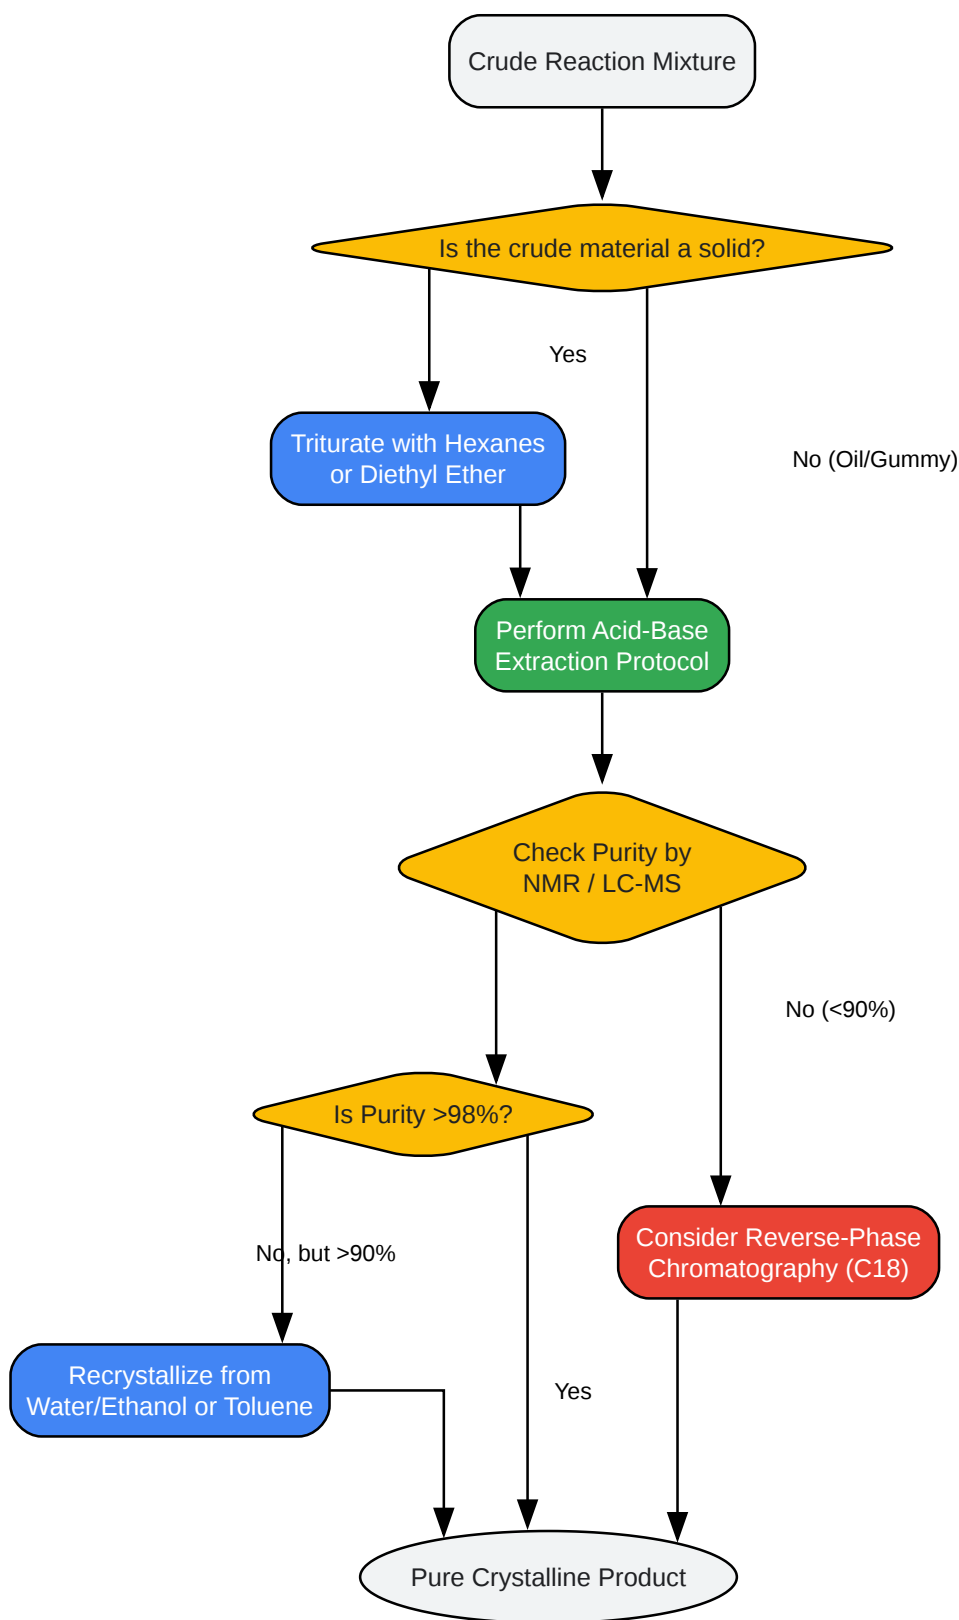 Crude Reaction Mixture
Is the crude material a solid?
Yes
Triturate with Hexanes
or Diethyl Ether
No (Oil/Gummy)
Perform Acid-Base
Extraction Protocol
Check Purity by
NMR / LC-MS
No (<90%)
Is Purity >98%?
Consider Reverse-Phase
Chromatography (C18)
No, but >90%
Recrystallize from
Water/Ethanol or Toluene
Yes
Pure Crystalline Product